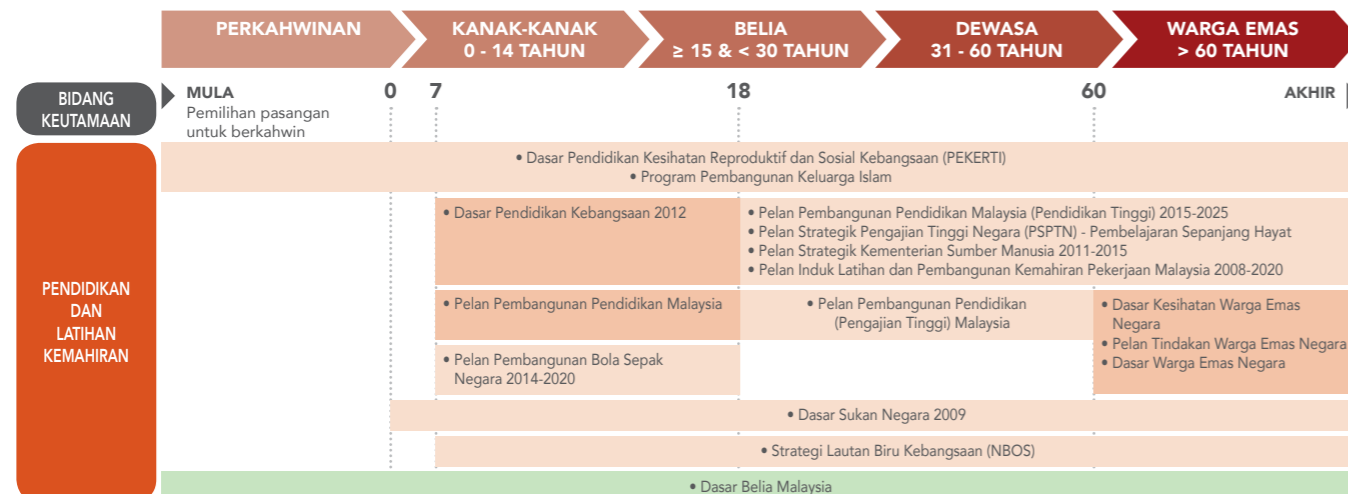 PERKAHWINAN
KANAK-KANAK
0 - 14 TAHUN
BELIA
≥ 15 & < 30 TAHUN
DEWASA
31 - 60 TAHUN
WARGA EMAS
> 60 TAHUN
BIDANG
KEUTAMAAN
MULA
Pemilihan pasangan
untuk berkahwin
0
7
18
60
AKHIR
PENDIDIKAN
DAN
LATIHAN
KEMAHIRAN
• Dasar Pendidikan Kesihatan Reproduktif dan Sosial Kebangsaan (PEKERTI)
• Program Pembangunan Keluarga Islam
• Dasar Pendidikan Kebangsaan 2012
• Pelan Pembangunan Pendidikan Malaysia (Pendidikan Tinggi) 2015-2025
• Pelan Strategik Pengajian Tinggi Negara (PSPTN) - Pembelajaran Sepanjang Hayat
• Pelan Strategik Kementerian Sumber Manusia 2011-2015
• Pelan Induk Latihan dan Pembangunan Kemahiran Pekerjaan Malaysia 2008-2020
• Pelan Pembangunan Pendidikan Malaysia
• Pelan Pembangunan Pendidikan
(Pengajian Tinggi) Malaysia
• Dasar Kesihatan Warga Emas
Negara
• Pelan Tindakan Warga Emas Negara
• Dasar Warga Emas Negara
• Pelan Pembangunan Bola Sepak
Negara 2014-2020
• Dasar Sukan Negara 2009
• Strategi Lautan Biru Kebangsaan (NBOS)
• Dasar Belia Malaysia